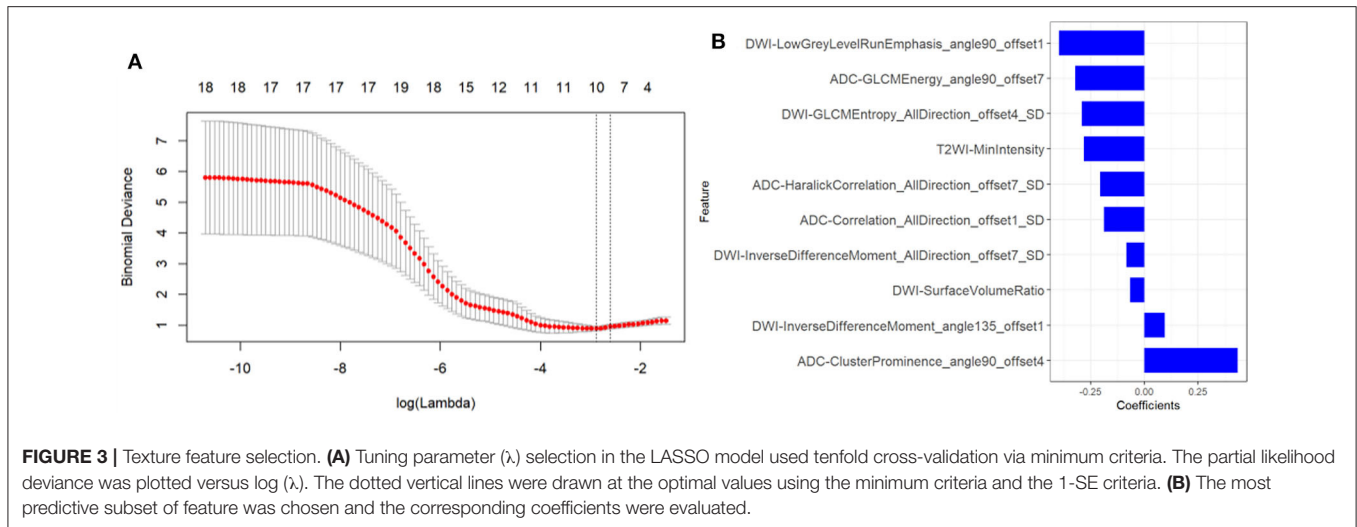 A
18 18 17 17 17 17 19 18 15 12 11 11 10 7 4
Binomial Deviance
7
6
5
4
3
2
1
-10 -8 -6 -4 -2
log(Lambda)
B
Feature
DWI-LowGreyLevelRunEmphasis_angle90_offset1
ADC-GLCMEnergy_angle90_offset7
DWI-GLCMEntropy_AllDirection_offset4_SD
T2WI-MinIntensity
ADC-HaralickCorrelation_AllDirection_offset7_SD
ADC-Correlation_AllDirection_offset1_SD
DWI-InverseDifferenceMoment_AllDirection_offset7_SD
DWI-SurfaceVolumeRatio
DWI-InverseDifferenceMoment_angle135_offset1
ADC-ClusterProminence_angle90_offset4
-0.25 0.00 0.25
Coefficients
FIGURE 3 | Texture feature selection. (A) Tuning parameter (λ) selection in the LASSO model used tenfold cross-validation via minimum criteria. The partial likelihood
deviance was plotted versus log (λ). The dotted vertical lines were drawn at the optimal values using the minimum criteria and the 1-SE criteria. (B) The most
predictive subset of feature was chosen and the corresponding coefficients were evaluated.